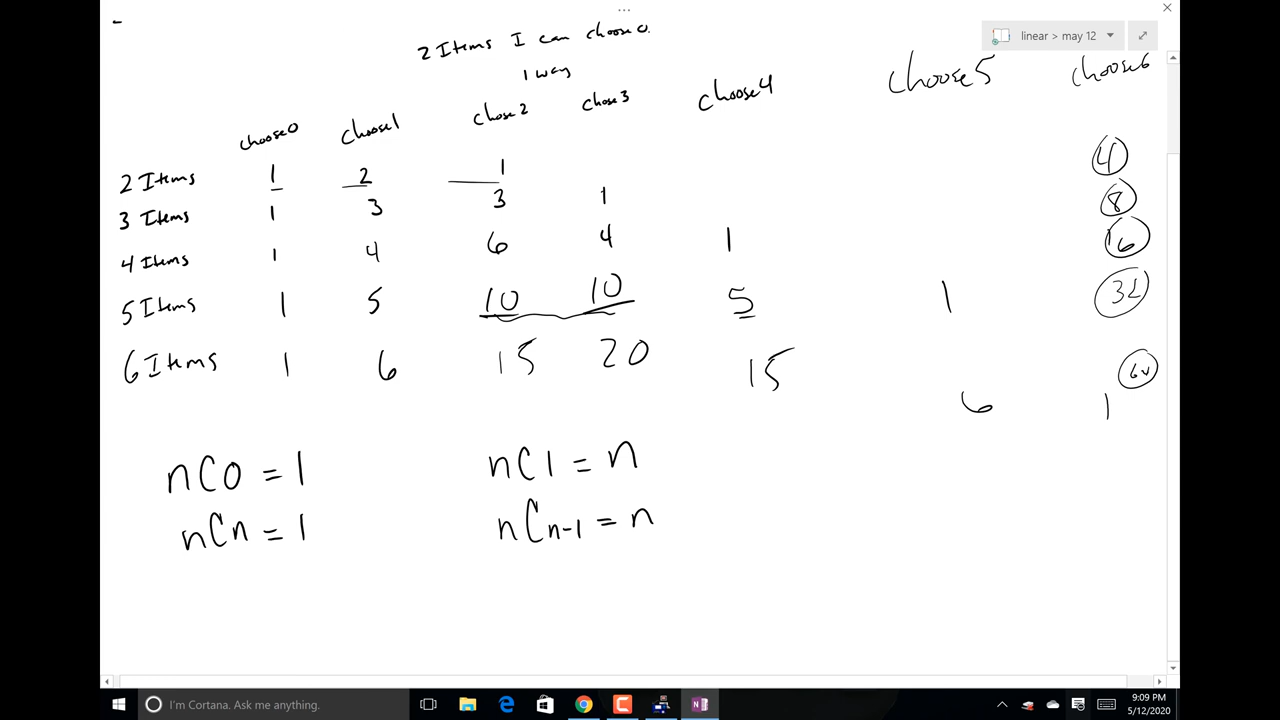 linear > may 12
2 Items I can choose 0.
1 way
choose0 choose1 chose2 chose3 choose4 choose5 choose6
2 Items 1 2 1 4
3 Items 1 3 3 1 8
4 Items 1 4 6 4 1 16
5 Items 1 5 10 10 5 1 32
6 Items 1 6 15 20 15 6 1 64
nC0 = 1 nC1 = n
nCn = 1 nCn-1 = n
I'm Cortana. Ask me anything.
9:09 PM
5/12/2020